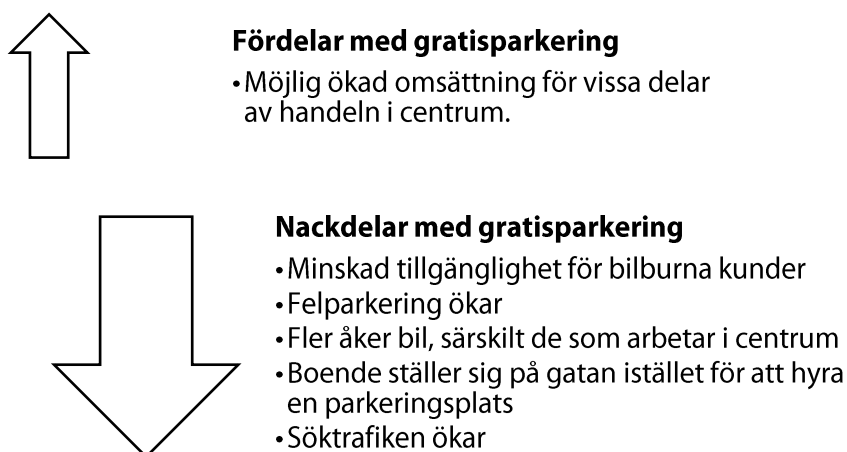 Fördelar med gratisparkering
•Möjlig ökad omsättning för vissa delar
av handeln i centrum.
Nackdelar med gratisparkering
•Minskad tillgänglighet för bilburna kunder
•Felparkering ökar
•Fler åker bil, särskilt de som arbetar i centrum
•Boende ställer sig på gatan istället för att hyra
en parkeringsplats
•Söktrafiken ökar